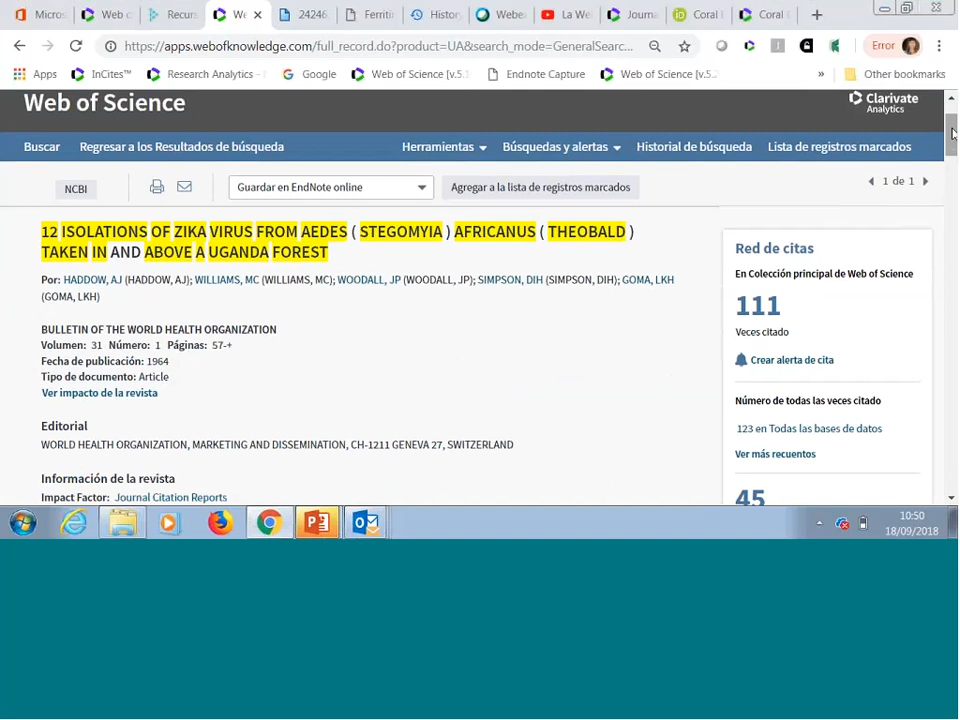 Micros
Web o
Recurs
We
24246
Ferriti
Histor
Webex
La We
Journa
Coral I
Coral (
https://apps.webofknowledge.com/full_record.do?product=UA&search_mode=GeneralSearc...
Error
Apps
InCites™
Research Analytics -
Google
Web of Science [v.5.1
Endnote Capture
Web of Science [v.5.2
»
Other bookmarks
Web of Science
Clarivate
Analytics
Buscar
Regresar a los Resultados de búsqueda
Herramientas
Búsquedas y alertas
Historial de búsqueda
Lista de registros marcados
NCBI
Guardar en EndNote online
Agregar a la lista de registros marcados
1 de 1
12 ISOLATIONS OF ZIKA VIRUS FROM AEDES ( STEGOMYIA ) AFRICANUS ( THEOBALD )
TAKEN IN AND ABOVE A UGANDA FOREST
Por: HADDOW, AJ (HADDOW, AJ); WILLIAMS, MC (WILLIAMS, MC); WOODALL, JP (WOODALL, JP); SIMPSON, DIH (SIMPSON, DIH); GOMA, LKH
(GOMA, LKH)
BULLETIN OF THE WORLD HEALTH ORGANIZATION
Volumen: 31 Número: 1 Páginas: 57-+
Fecha de publicación: 1964
Tipo de documento: Article
Ver impacto de la revista
Editorial
WORLD HEALTH ORGANIZATION, MARKETING AND DISSEMINATION, CH-1211 GENEVA 27, SWITZERLAND
Información de la revista
Impact Factor: Journal Citation Reports
Red de citas
En Colección principal de Web of Science
111
Veces citado
Crear alerta de cita
Número de todas las veces citado
123 en Todas las bases de datos
Ver más recuentos
45
10:50
18/09/2018